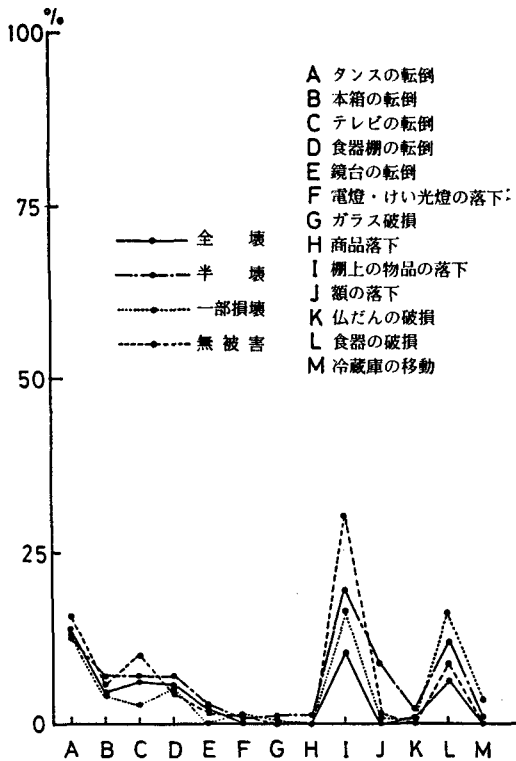 %
100
75
50
25
0
A タンスの転倒
B 本箱の転倒
C テレビの転倒
D 食器棚の転倒
E 鏡台の転倒
F 電燈・けい光燈の落下
G ガラス破損
H 商品落下
I 棚上の物品の落下
J 額の落下
K 仏だんの破損
L 食器の破損
M 冷蔵庫の移動
全壊
半壊
一部損壊
無被害
A B C D E F G H I J K L M